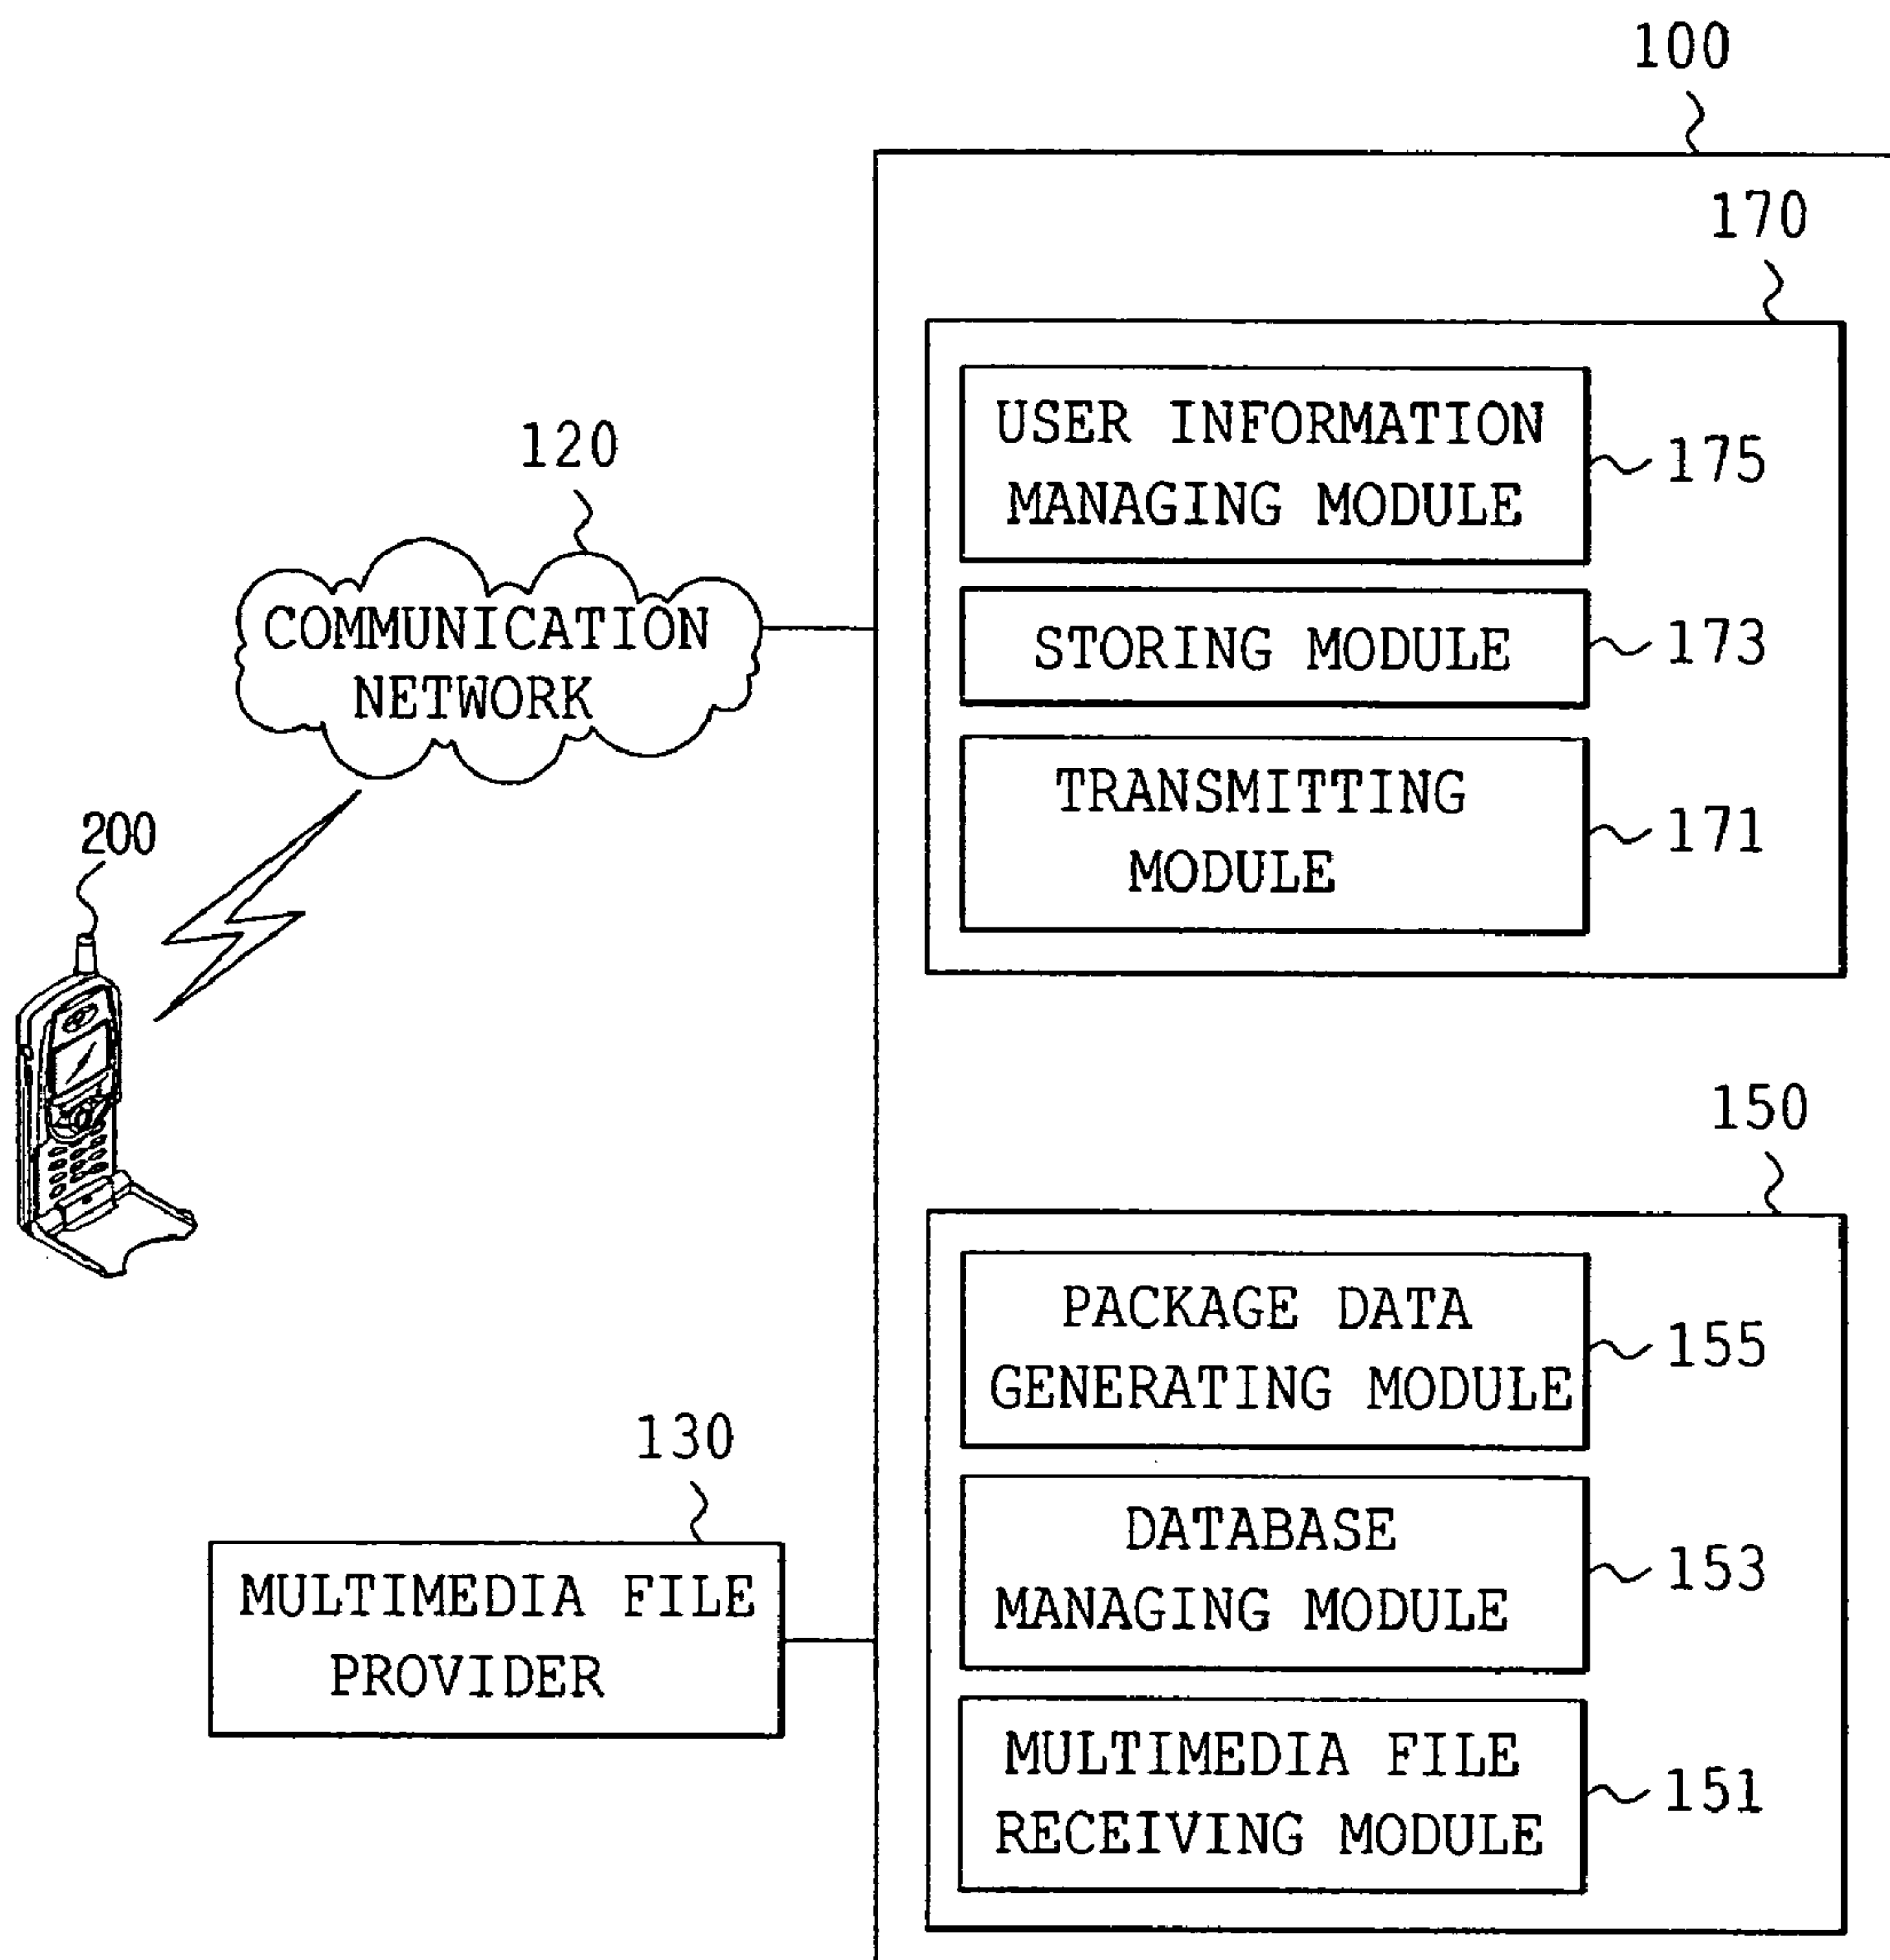 100
170
USER INFORMATION
MANAGING MODULE
175
120
COMMUNICATION
NETWORK
STORING MODULE
173
TRANSMITTING
MODULE
171
200
150
PACKAGE DATA
GENERATING MODULE
155
130
MULTIMEDIA FILE
PROVIDER
DATABASE
MANAGING MODULE
153
MULTIMEDIA FILE
RECEIVING MODULE
151